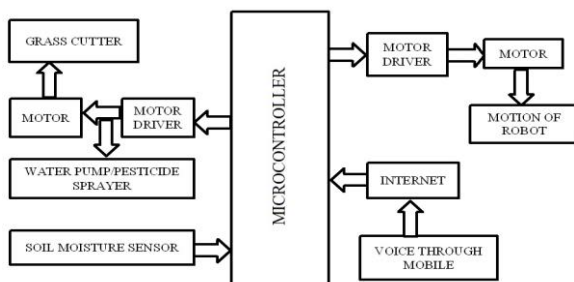 GRASS CUTTER
MOTOR
MOTOR
DRIVER
WATER PUMP/PESTICIDE
SPRAYER
SOIL MOISTURE SENSOR
MICROCONTROLLER
MOTOR
DRIVER
MOTOR
MOTION OF
ROBOT
INTERNET
VOICE THROUGH
MOBILE